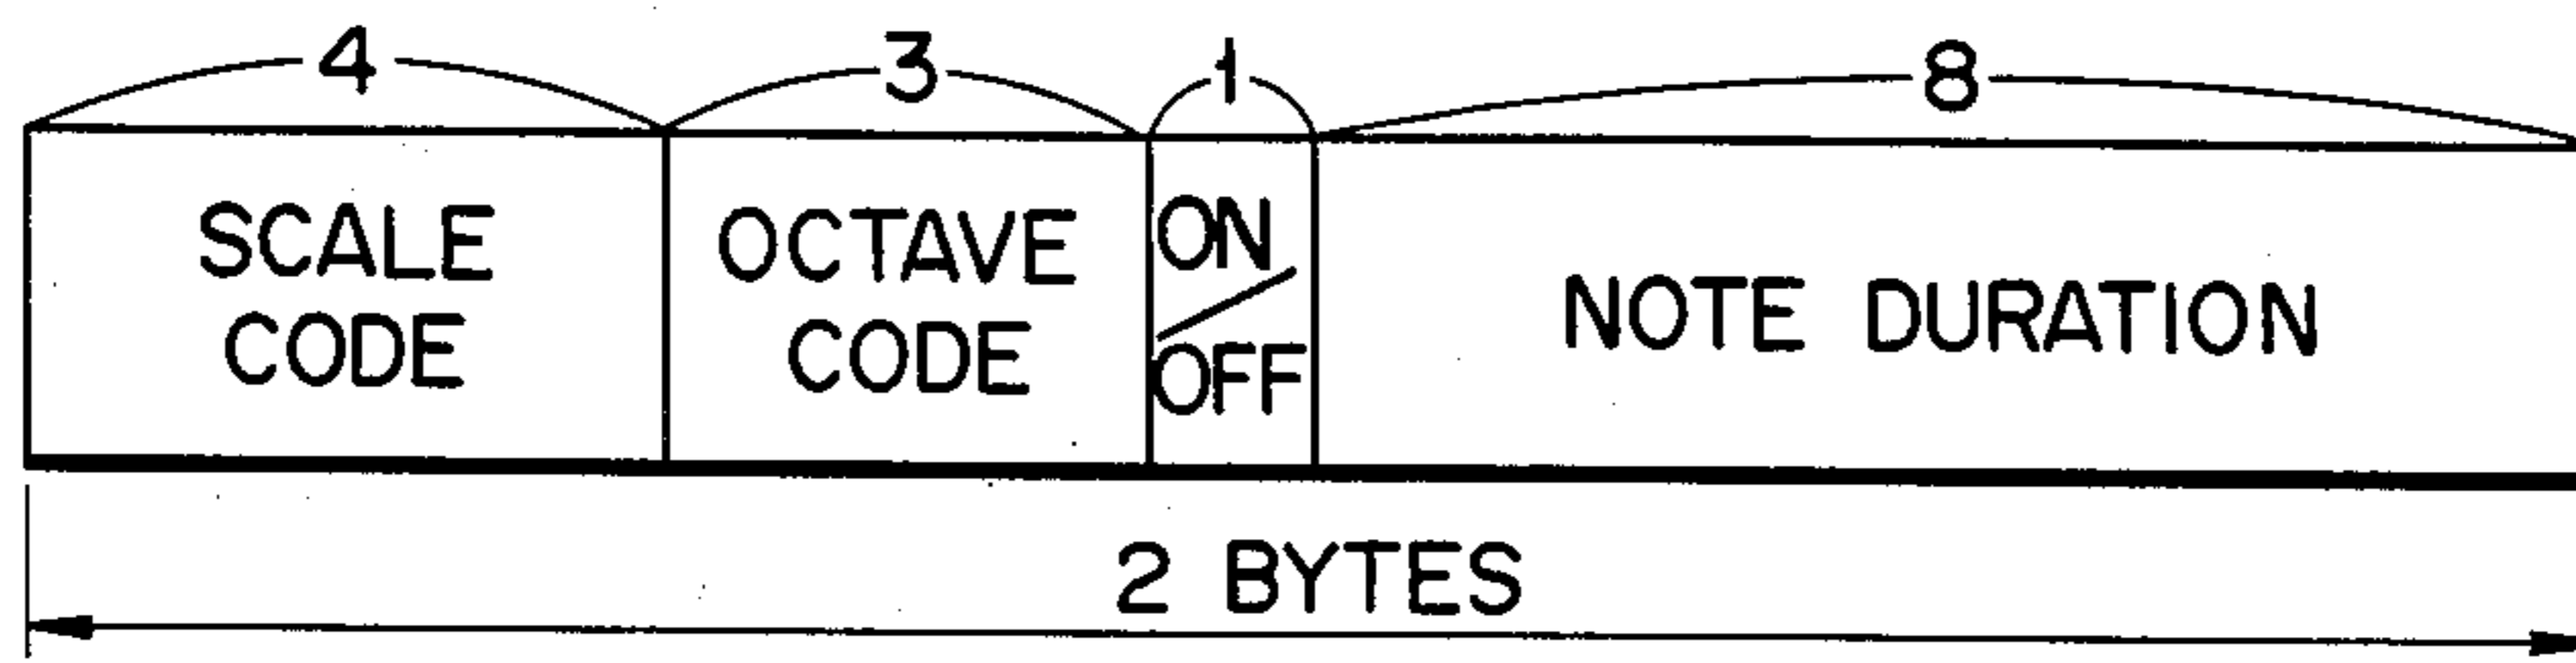 4 3 1 8
SCALE
CODE
OCTAVE
CODE
ON
/
OFF
NOTE DURATION
2 BYTES